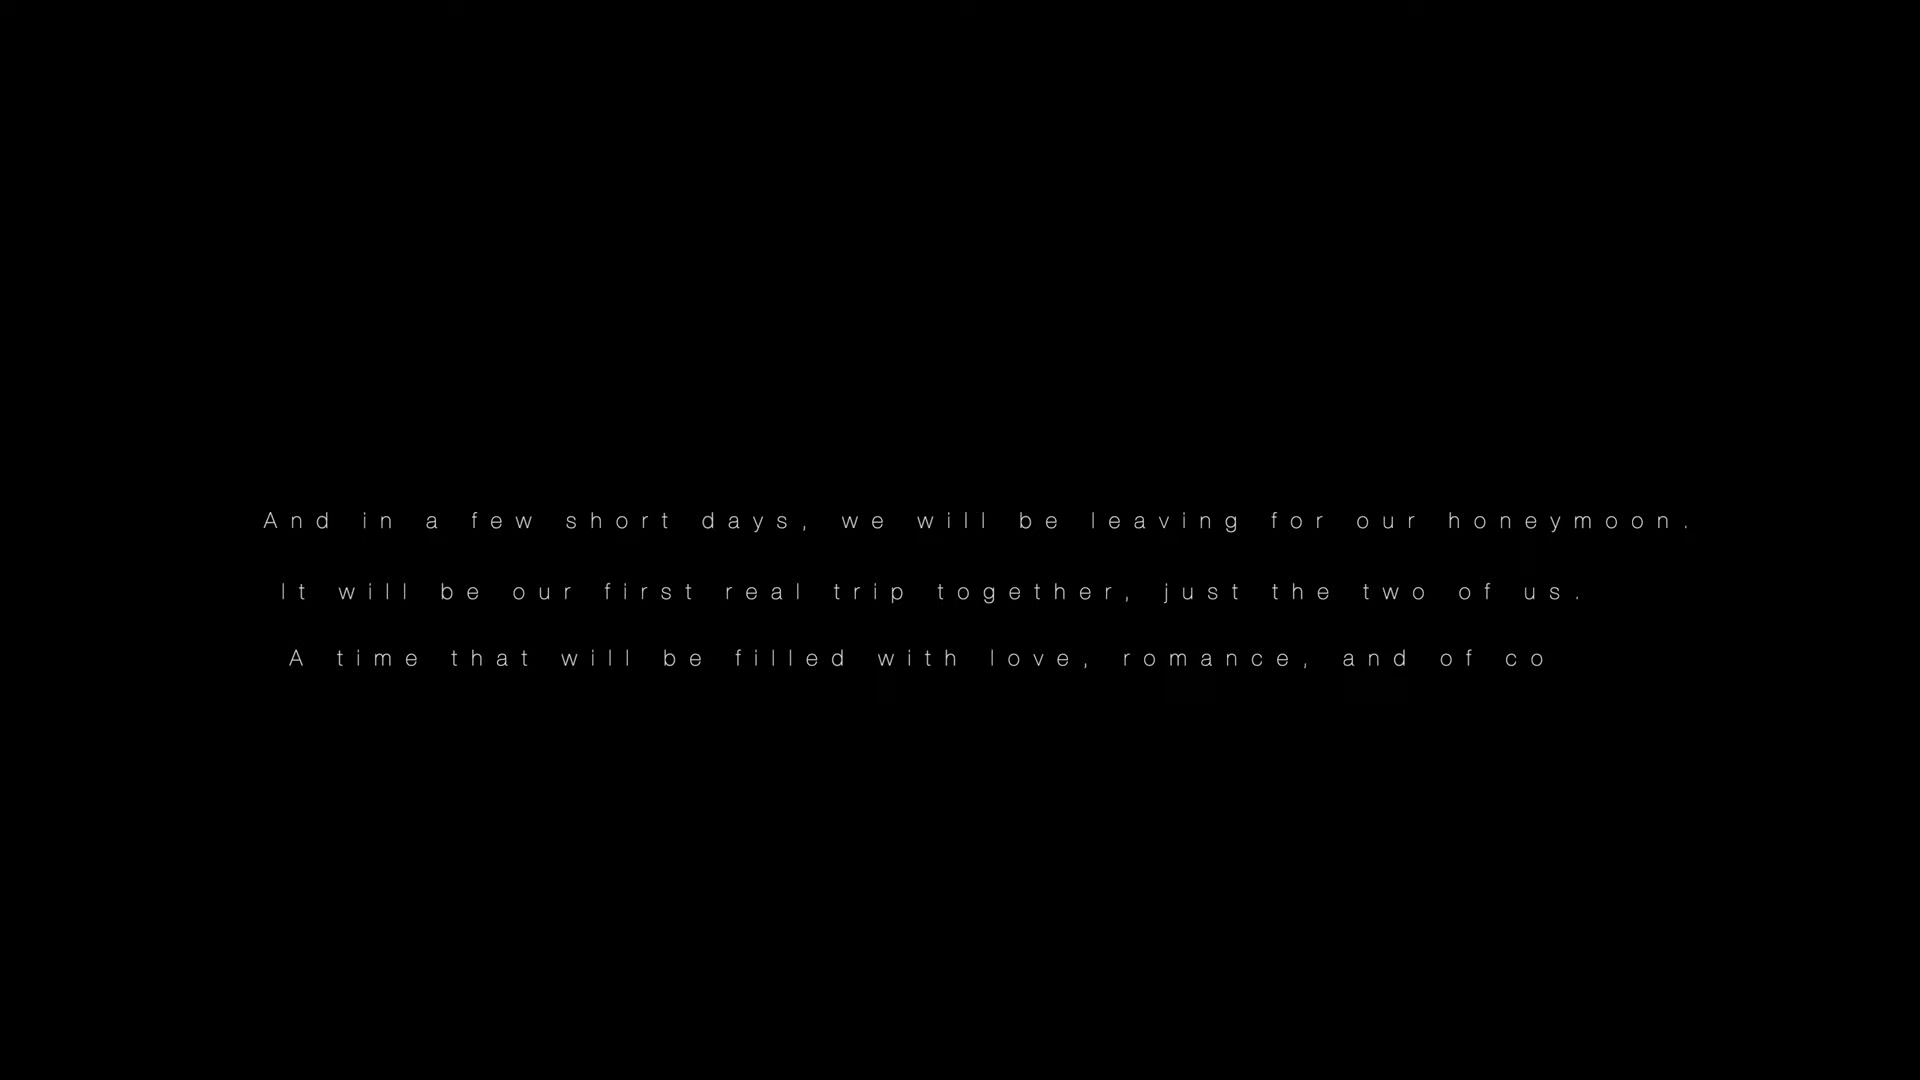 And in a few short days, we will be leaving for our honeymoon.
It will be our first real trip together, just the two of us.
A time that will be filled with love, romance, and of co